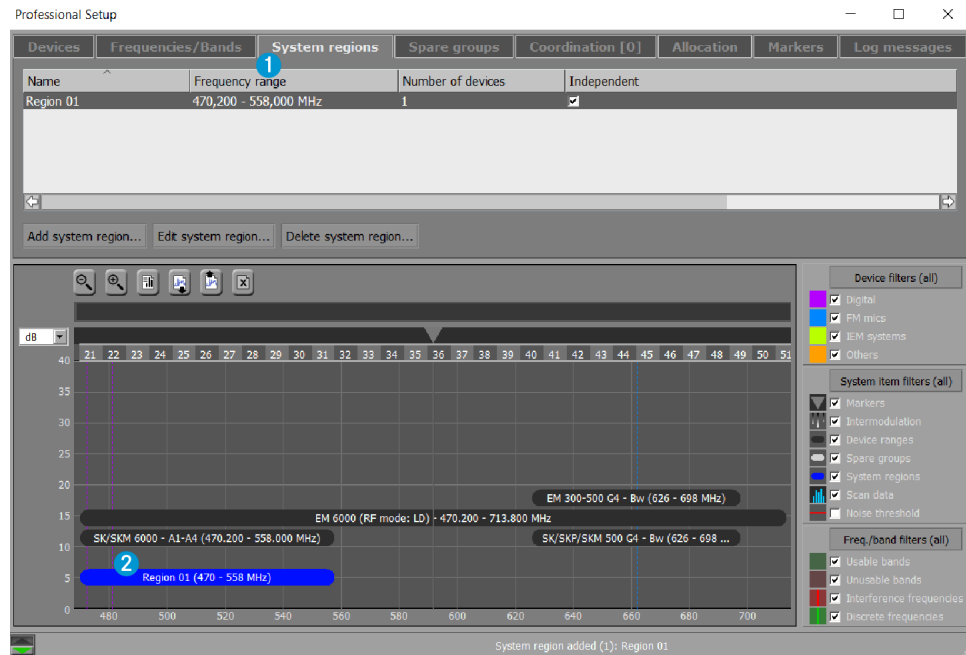 Professional Setup
Devices Frequencies/Bands System regions Spare groups Coordination [0] Allocation Markers Log messages
1
Name Frequency range Number of devices Independent
Region 01 470,200 - 558,000 MHz 1
Add system region... Edit system region... Delete system region...
Device filters (all)
Digital
FM mics
IEM systems
Others
dB
21 22 23 24 25 26 27 28 29 30 31 32 33 34 35 36 37 38 39 40 41 42 43 44 45 46 47 48 49 50 51
40
35
30
25
20
15
10
5
0
EM 300-500 G4 - Bw (626 - 698 MHz)
EM 6000 (RF mode: LD) - 470.200 - 713.800 MHz
SK/SKM 6000 - A1-A4 (470.200 - 558.000 MHz) SK/SKP/SKM 500 G4 - Bw (626 - 698 ...
2
Region 01 (470 - 558 MHz)
480 500 520 540 560 580 600 620 640 660 680 700
System item filters (all)
Markers
Intermodulation
Device ranges
Spare groups
System regions
Scan data
Noise threshold
Freq./band filters (all)
Usable bands
Unusable bands
Interference frequencies
Discrete frequencies
System region added (1): Region 01